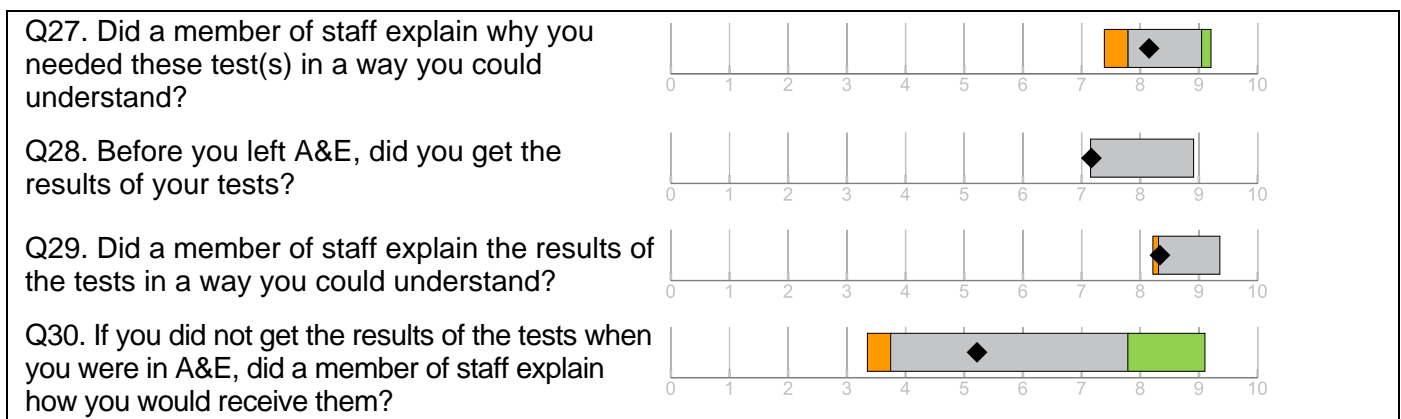 Q27. Did a member of staff explain why you
needed these test(s) in a way you could
understand?
0 1 2 3 4 5 6 7 8 9 10
Q28. Before you left A&E, did you get the
results of your tests?
0 1 2 3 4 5 6 7 8 9 10
Q29. Did a member of staff explain the results of
the tests in a way you could understand?
0 1 2 3 4 5 6 7 8 9 10
Q30. If you did not get the results of the tests when
you were in A&E, did a member of staff explain
how you would receive them?
0 1 2 3 4 5 6 7 8 9 10